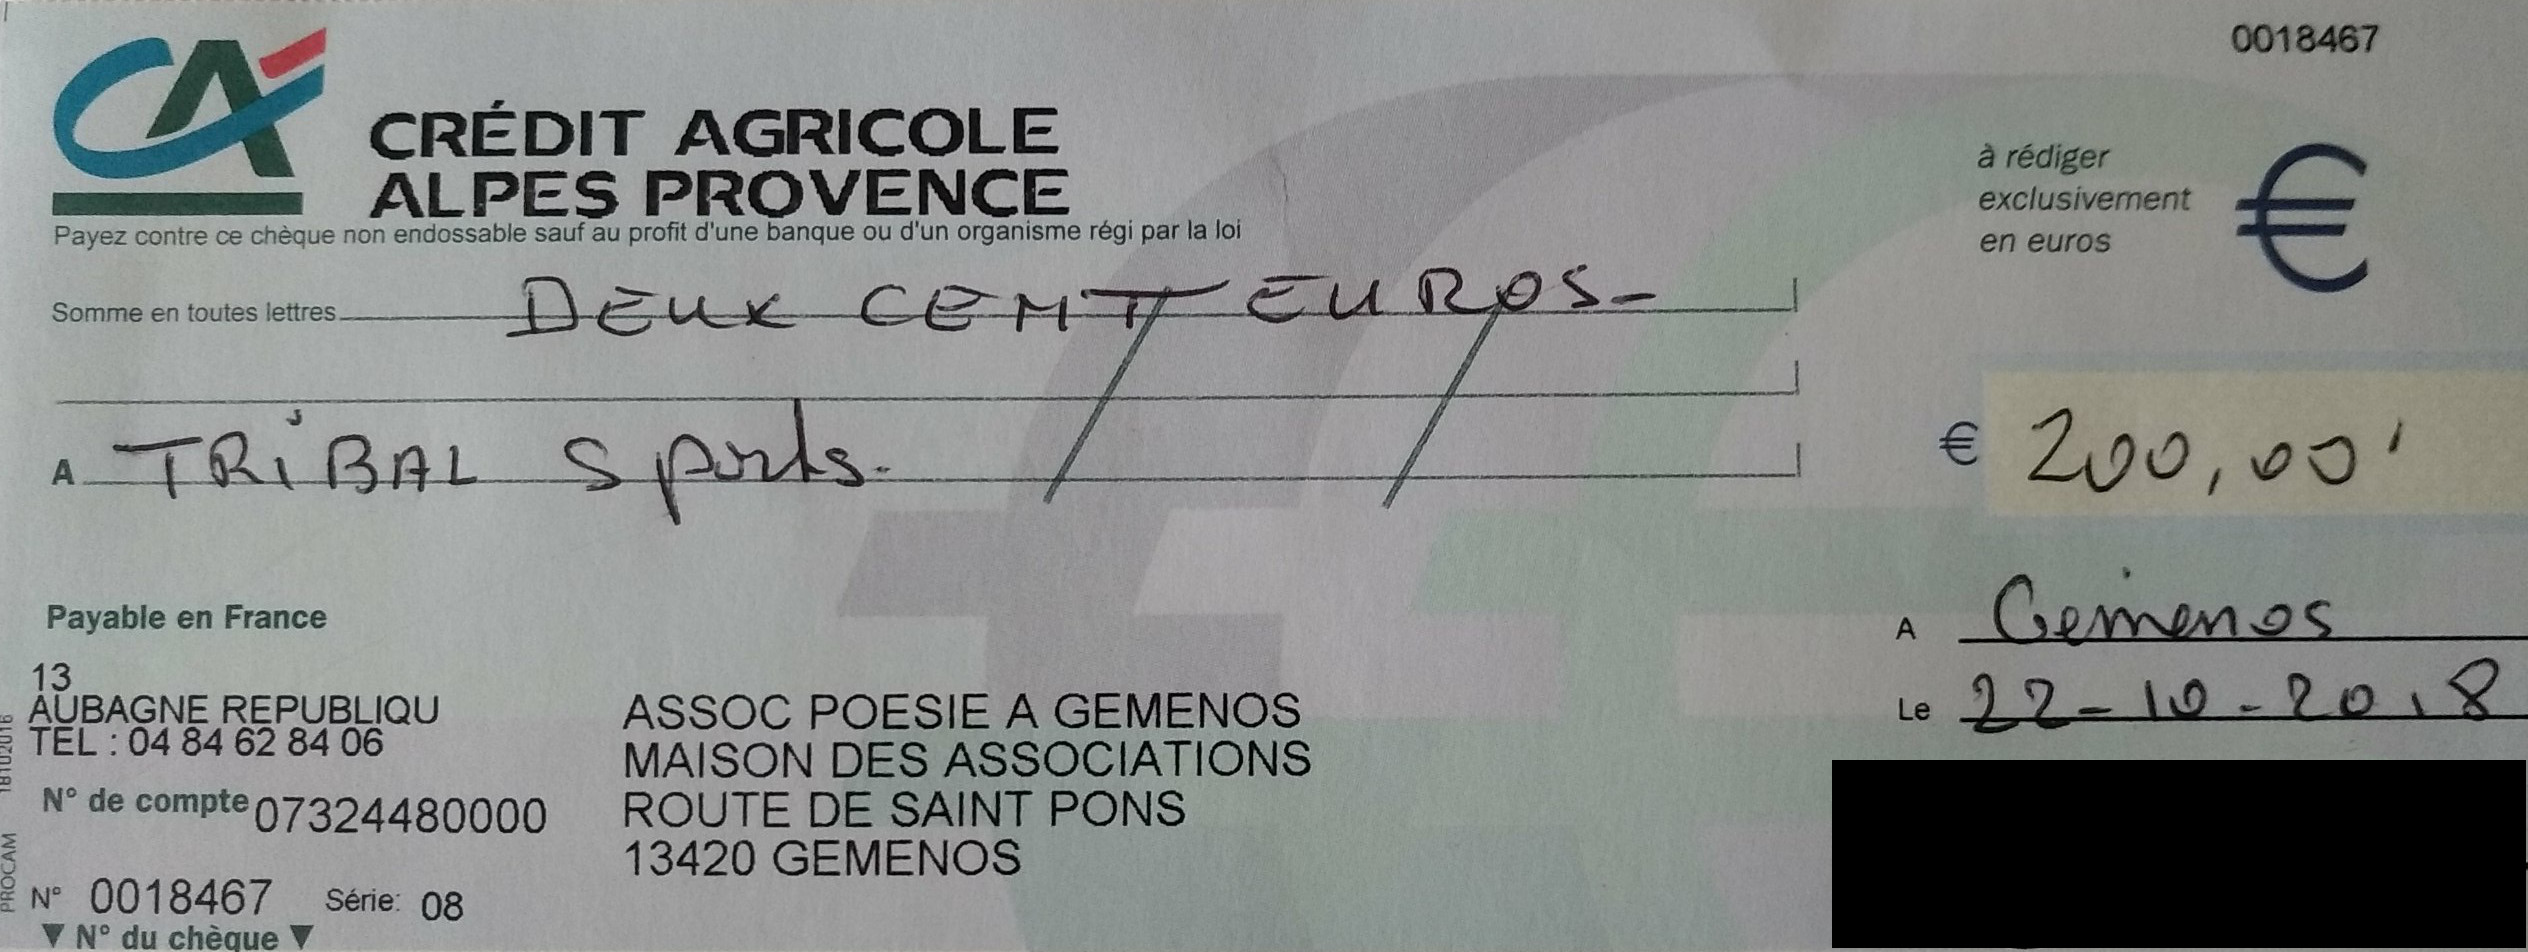 0018467
CA
CRÉDIT AGRICOLE
ALPES PROVENCE
Payez contre ce chèque non endossable sauf au profit d'une banque ou d'un organisme régi par la loi
à rédiger
exclusivement
en euros
€
Somme en toutes lettres DEUX CENT EUROS-
A TRIBAL Sports.
€ 200,00
Payable en France
A Gemenos
Le 22-10-2018
13
AUBAGNE REPUBLIQU
TEL : 04 84 62 84 06
N° de compte 07324480000
N° 0018467 Série: 08
▼ N° du chèque ▼
ASSOC POESIE A GEMENOS
MAISON DES ASSOCIATIONS
ROUTE DE SAINT PONS
13420 GEMENOS
PROCAM 18102016